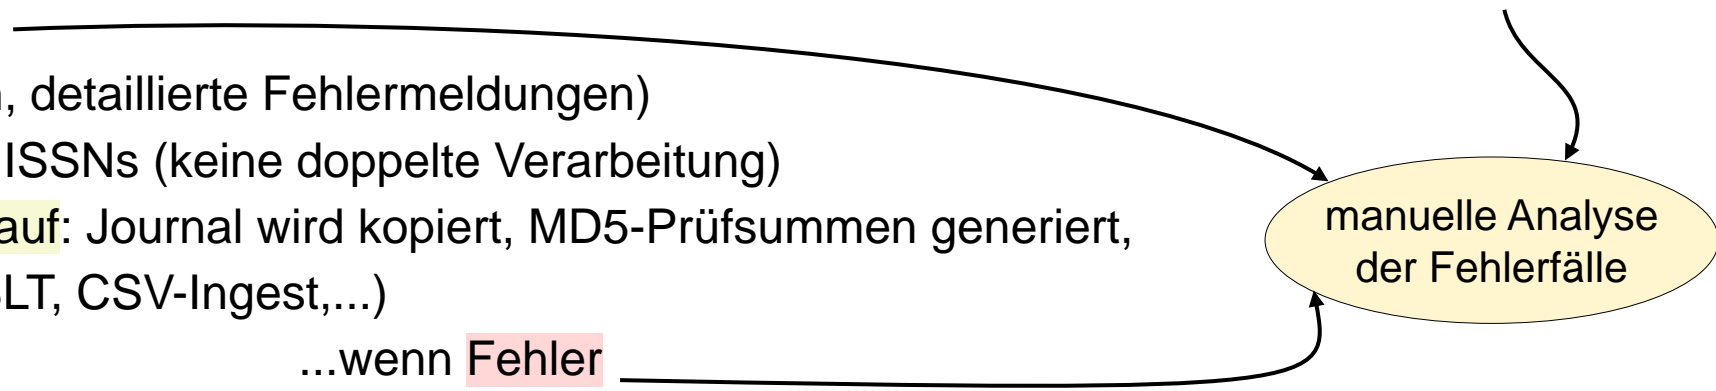 , detaillierte Fehlermeldungen)
ISSNs (keine doppelte Verarbeitung)
auf: Journal wird kopiert, MD5-Prüfsummen generiert,
LT, CSV-Ingest,...)
...wenn Fehler
manuelle Analyse
der Fehlerfälle